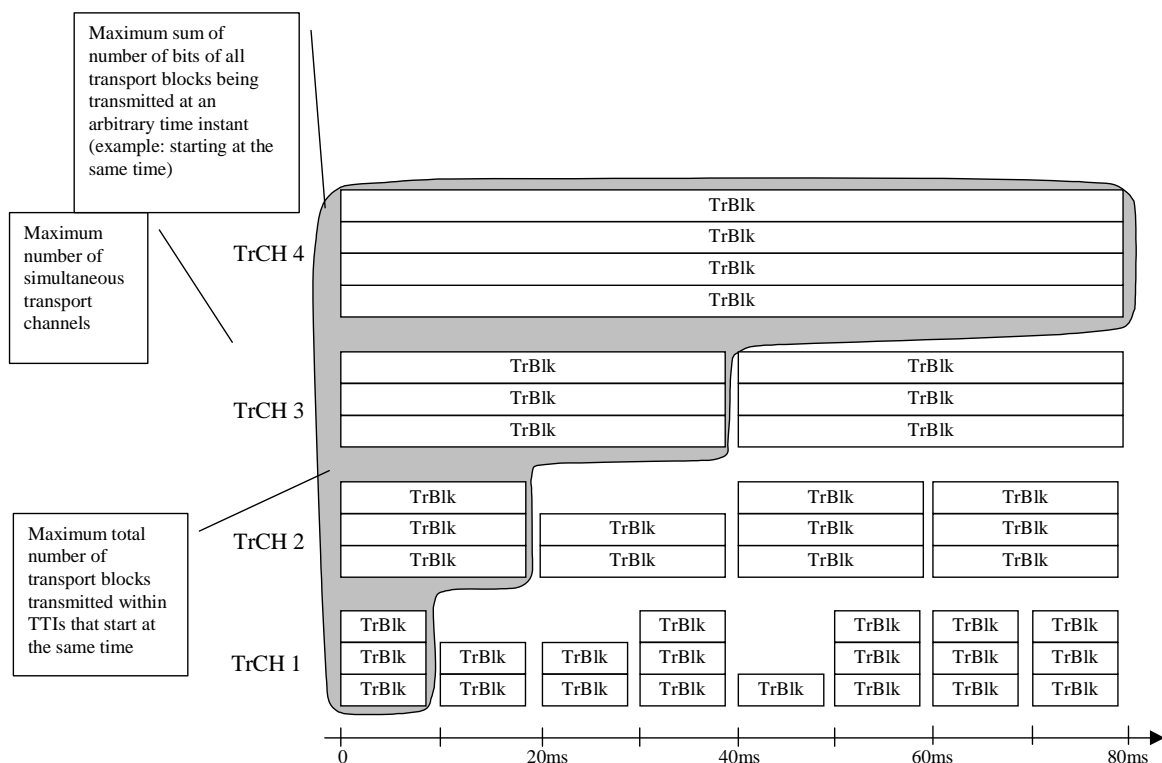 Maximum sum of
number of bits of all
transport blocks being
transmitted at an
arbitrary time instant
(example: starting at the
same time)
Maximum
number of
simultaneous
transport
channels
Maximum total
number of
transport blocks
transmitted within
TTIs that start at
the same time
TrCH 4
TrBlk
TrBlk
TrBlk
TrBlk
TrCH 3
TrBlk TrBlk
TrBlk TrBlk
TrBlk TrBlk
TrCH 2
TrBlk TrBlk TrBlk
TrBlk TrBlk TrBlk TrBlk
TrBlk TrBlk TrBlk TrBlk
TrCH 1
TrBlk TrBlk TrBlk TrBlk TrBlk
TrBlk TrBlk TrBlk TrBlk TrBlk TrBlk TrBlk
TrBlk TrBlk TrBlk TrBlk TrBlk TrBlk TrBlk TrBlk
0 20ms 40ms 60ms 80ms